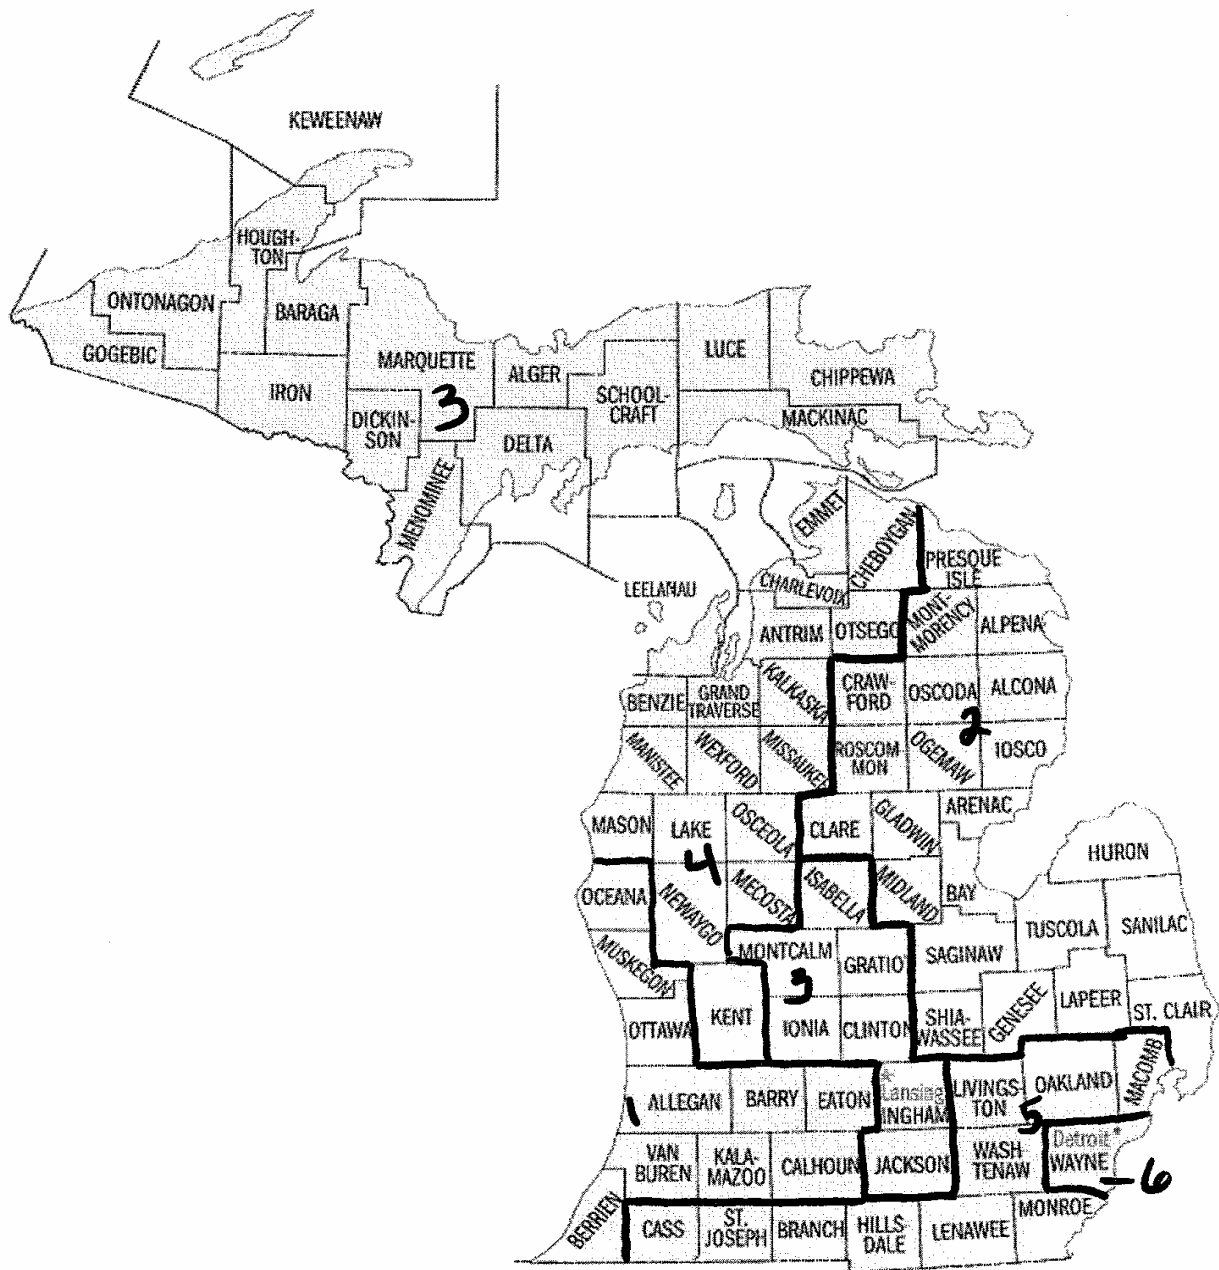 KEWEENAW
HOUGH-
TON
ONTONAGON
BARAGA
GOGEBIC
MARQUETTE
LUCE
ALGER
CHIPPEWA
IRON
3
SCHOOL-
CRAFT
DICKIN-
SON
MACKINAC
DELTA
MENOMINEE
EMMET
CHEBOYGAN
PRESQUE
ISLE
LEELANAU
CHARLEVOIX
ANTRIM
OTSEGO
MONT-
MORENCY
ALPENA
BENZIE
GRAND
TRAVERSE
KALKASKA
CRAW-
FORD
OSCODA
ALCONA
2
MANISTEE
WEXFORD
MISSAUKEE
ROSCOM
MON
OGEMAW
IOSCO
MASON
LAKE
OSCEOLA
CLARE
GLADWIN
ARENAC
4
HURON
OCEANA
NEWAYGO
MECOSTA
ISABELLA
MIDLAND
BAY
TUSCOLA
SANILAC
MUSKEGON
MONTCALM
GRATIOT
SAGINAW
3
OTTAWA
KENT
IONIA
CLINTON
SHIA-
WASSEE
GENESEE
LAPEER
ST. CLAIR
1
ALLEGAN
BARRY
EATON
*
Lansing
INGHAM
LIVINGS-
TON
5
OAKLAND
MACOMB
VAN
BUREN
KALA-
MAZOO
CALHOUN
JACKSON
WASH-
TENAW
Detroit*
WAYNE
-6
BERRIEN
CASS
ST.
JOSEPH
BRANCH
HILLS
DALE
LENAWEE
MONROE